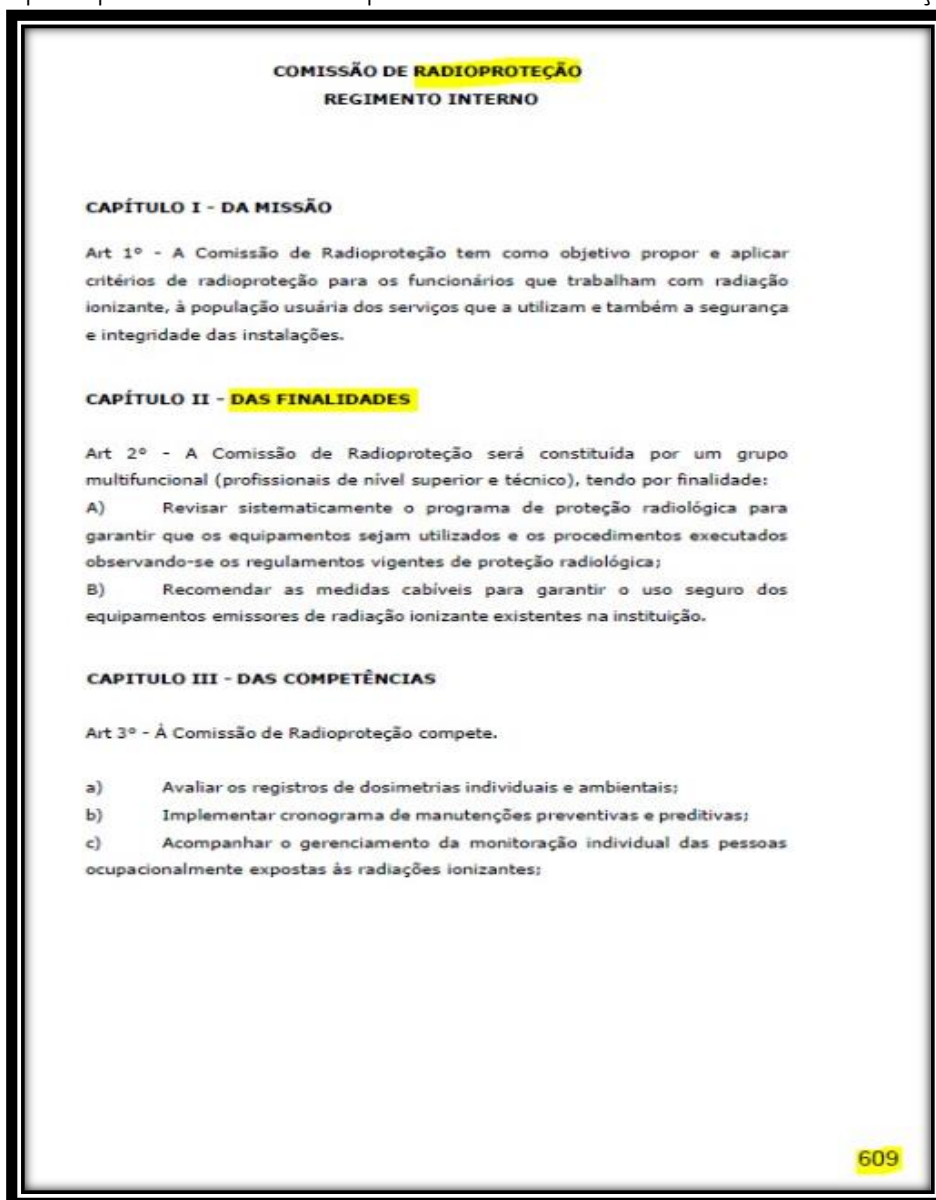 COMISSÃO DE RADIOPROTEÇÃO
REGIMENTO INTERNO
CAPÍTULO I - DA MISSÃO
Art 1º - A Comissão de Radioproteção tem como objetivo propor e aplicar
critérios de radioproteção para os funcionários que trabalham com radiação
ionizante, à população usuária dos serviços que a utilizam e também a segurança
e integridade das instalações.
CAPÍTULO II - DAS FINALIDADES
Art 2º - A Comissão de Radioproteção será constituída por um grupo
multifuncional (profissionais de nível superior e técnico), tendo por finalidade:
A) Revisar sistematicamente o programa de proteção radiológica para
garantir que os equipamentos sejam utilizados e os procedimentos executados
observando-se os regulamentos vigentes de proteção radiológica;
B) Recomendar as medidas cabíveis para garantir o uso seguro dos
equipamentos emissores de radiação ionizante existentes na instituição.
CAPITULO III - DAS COMPETÊNCIAS
Art 3º - À Comissão de Radioproteção compete.
a) Avaliar os registros de dosimetrias individuais e ambientais;
b) Implementar cronograma de manutenções preventivas e preditivas;
c) Acompanhar o gerenciamento da monitoração individual das pessoas
ocupacionalmente expostas às radiações ionizantes;
609